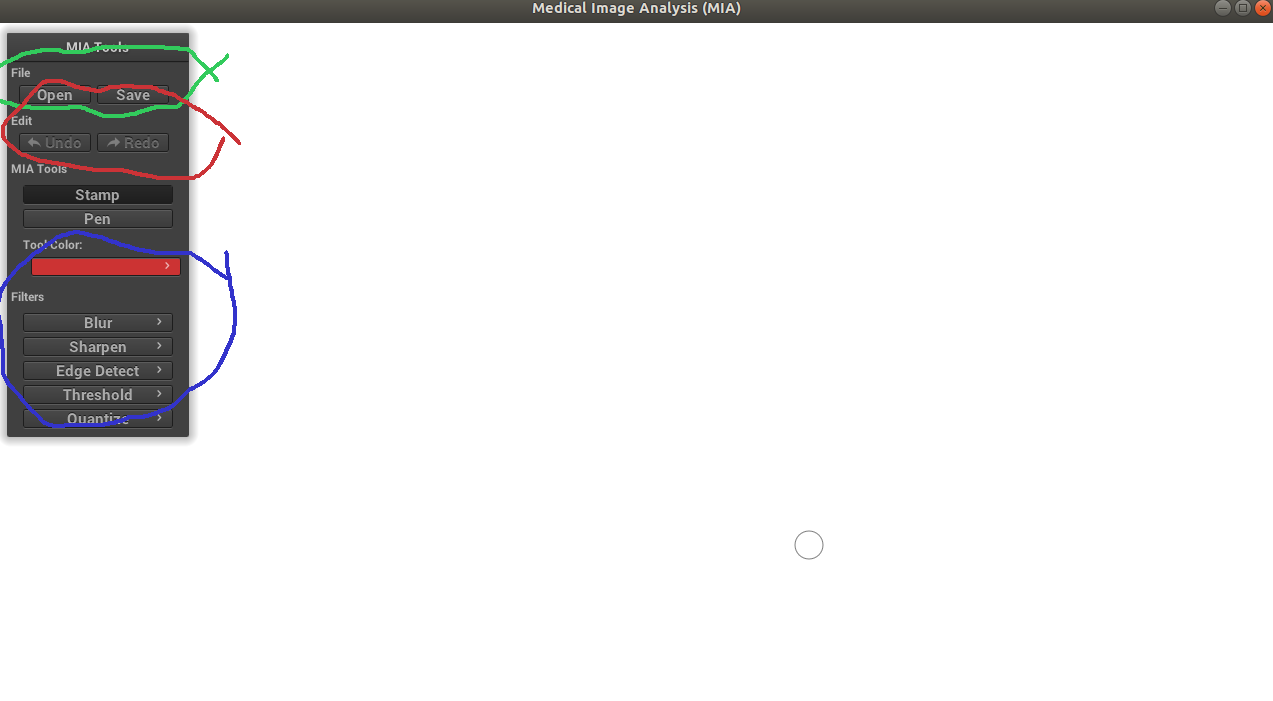 Medical Image Analysis (MIA)
MIA Tools
File
Open Save
Edit
Undo Redo
MIA Tools
Stamp
Pen
Tool Color:
Filters
Blur
Sharpen
Edge Detect
Threshold
Quantize